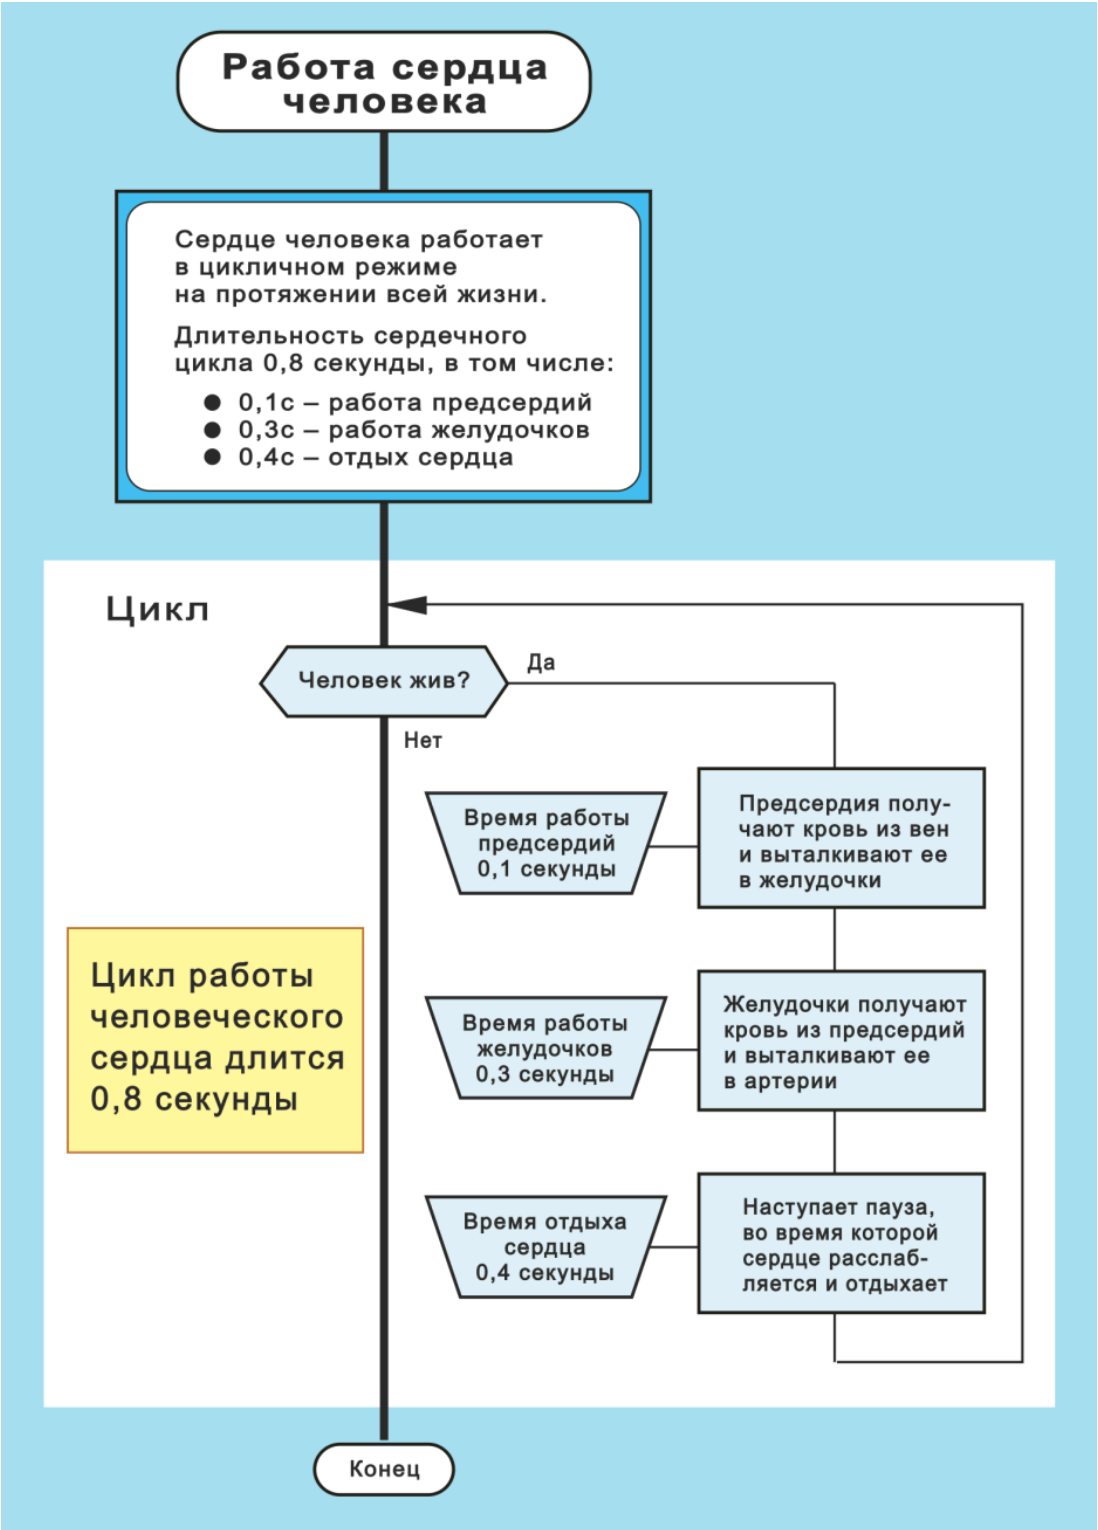 Работа сердца
человека
Сердце человека работает
в цикличном режиме
на протяжении всей жизни.
Длительность сердечного
цикла 0,8 секунды, в том числе:
● 0,1с – работа предсердий
● 0,3с – работа желудочков
● 0,4с – отдых сердца
Цикл
Человек жив?
Да
Нет
Время работы
предсердий
0,1 секунды
Предсердия полу-
чают кровь из вен
и выталкивают ее
в желудочки
Цикл работы
человеческого
сердца длится
0,8 секунды
Время работы
желудочков
0,3 секунды
Желудочки получают
кровь из предсердий
и выталкивают ее
в артерии
Время отдыха
сердца
0,4 секунды
Наступает пауза,
во время которой
сердце расслаб-
ляется и отдыхает
Конец